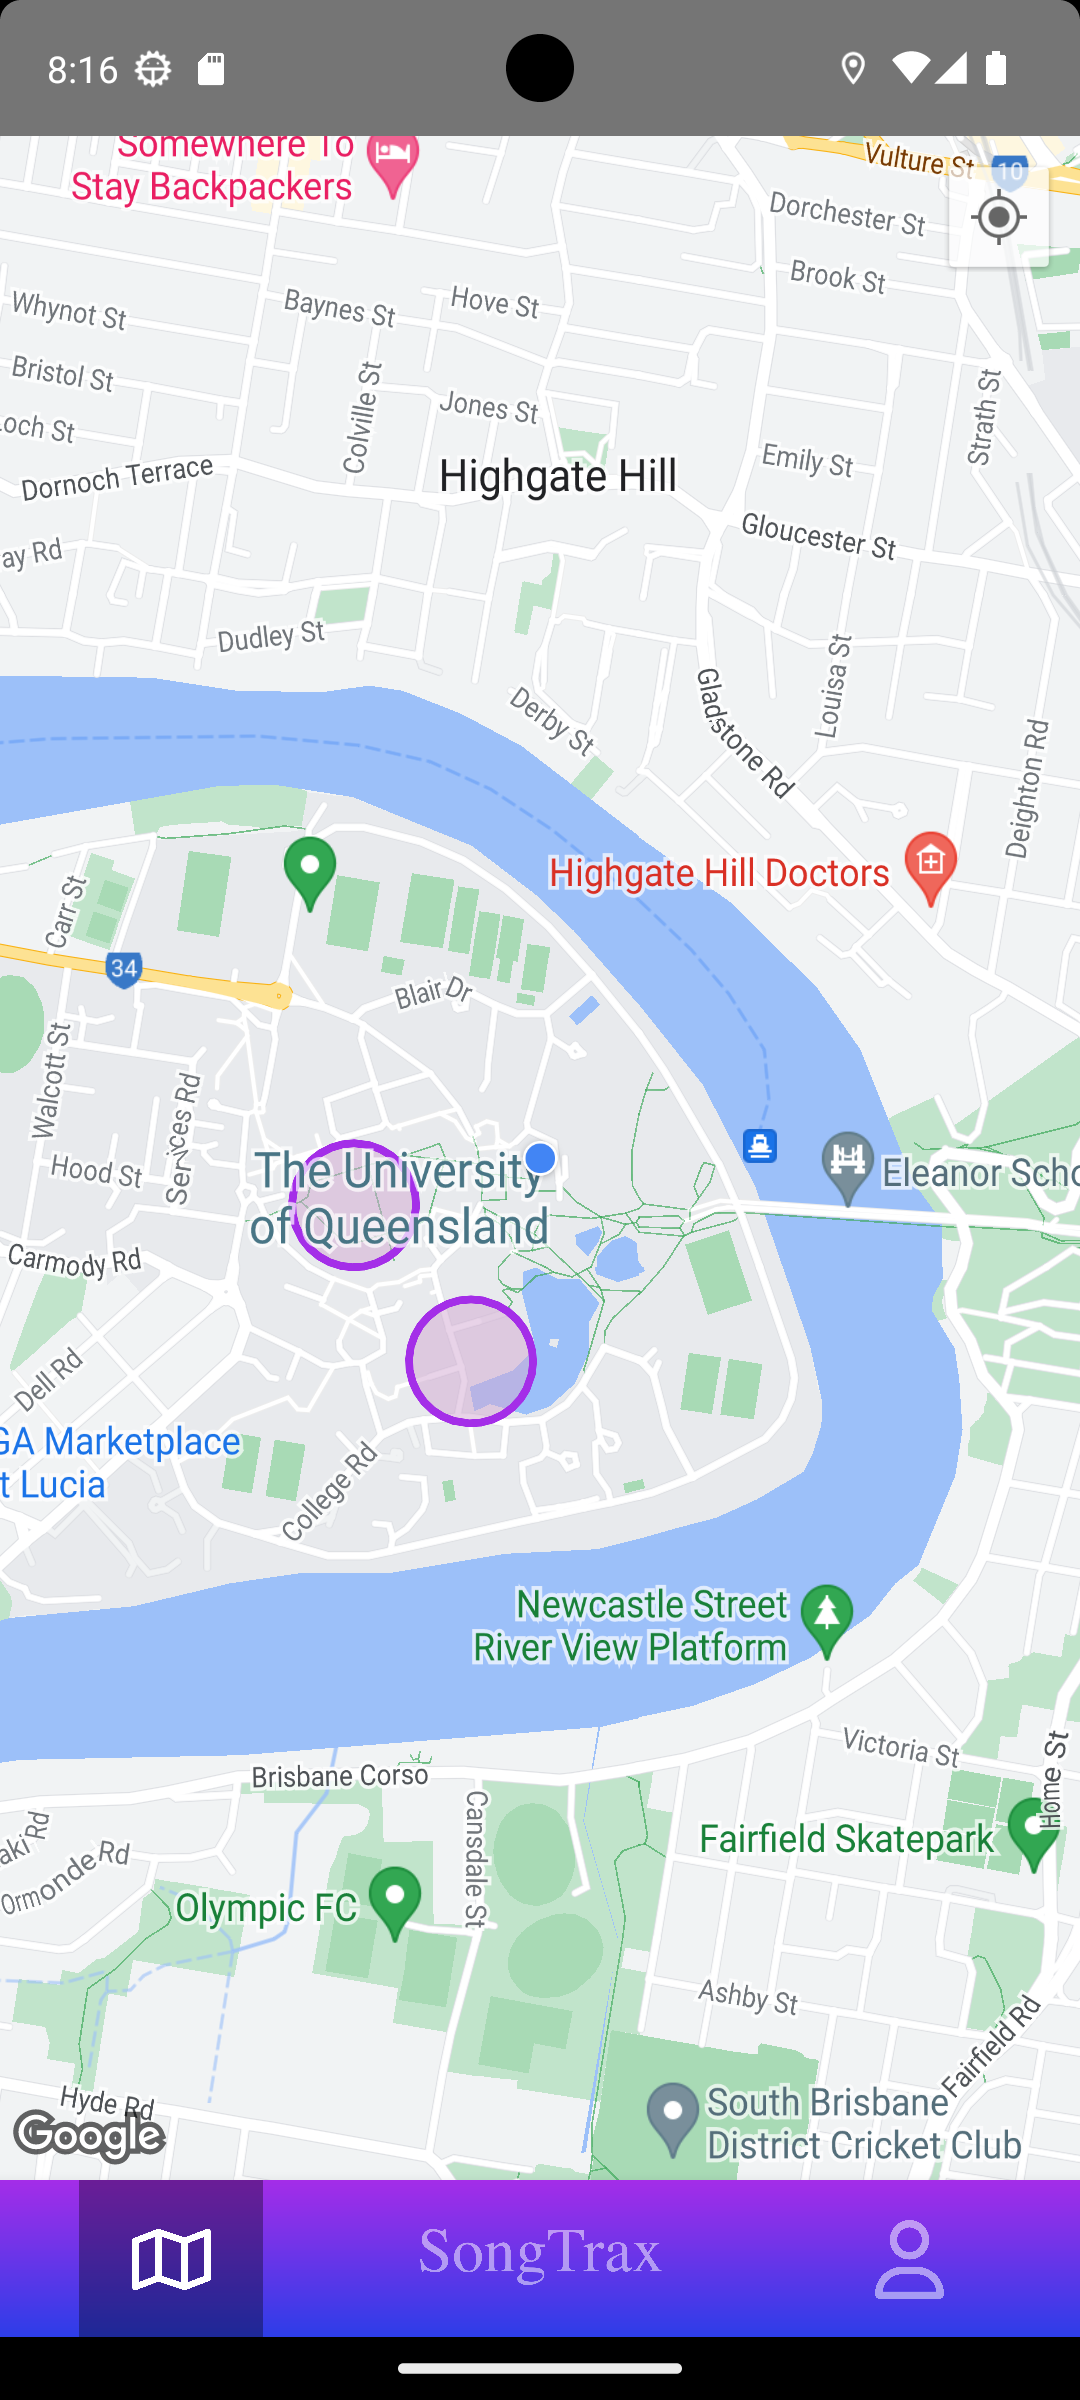 8:16
Somewhere To
Stay Backpackers
Vulture St
10
Dorchester St
Brook St
Whynot St
Baynes St
Hove St
Bristol St
Colville St
Jones St
Strath St
Loch St
Dornoch Terrace
Highgate Hill
Emily St
Gloucester St
ay Rd
Dudley St
Louisa St
Derby St
Gladstone Rd
Deighton Rd
Highgate Hill Doctors
Carr St
34
Blair Dr
Walcott St
Services Rd
Hood St
The University
of Queensland
Eleanor Scho
Carmody Rd
Dell Rd
GA Marketplace
t Lucia
College Rd
Newcastle Street
River View Platform
Victoria St
Home St
Brisbane Corso
Cansdale St
aki Rd
Ormonde Rd
Fairfield Skatepark
Olympic FC
Ashby St
Fairfield Rd
Hyde Rd
South Brisbane
District Cricket Club
Google
SongTrax